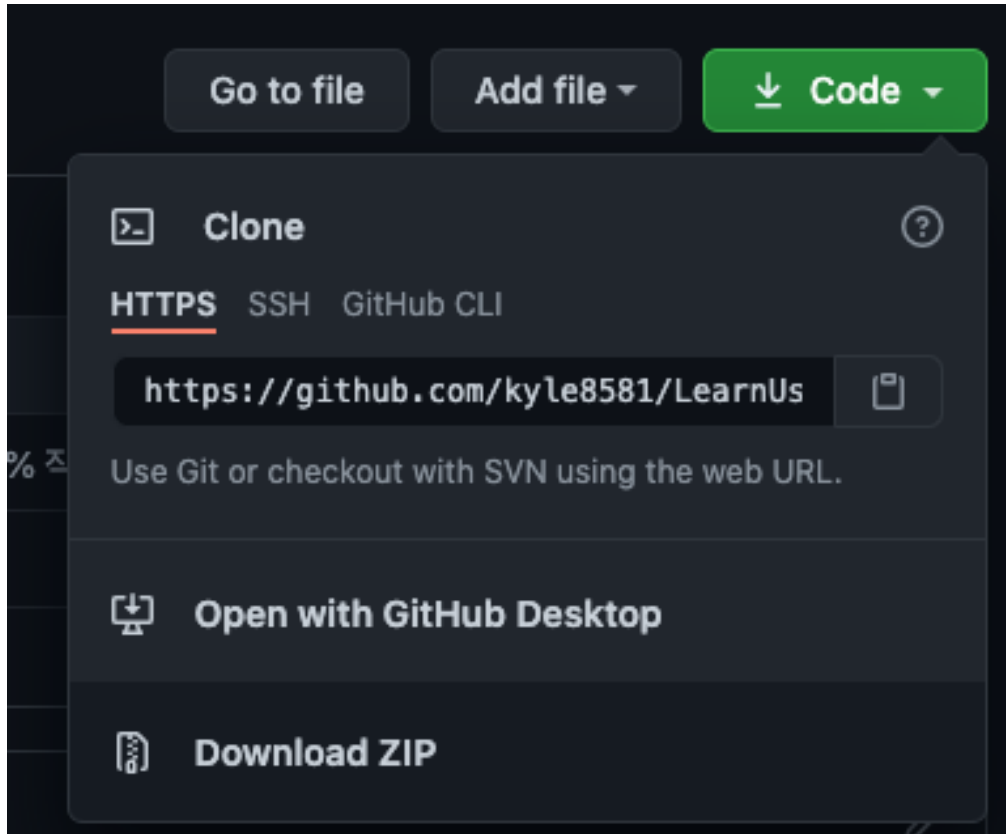 Go to file
Add file
Code
Clone
HTTPS SSH GitHub CLI
https://github.com/kyle8581/LearnUs
% 직
Use Git or checkout with SVN using the web URL.
Open with GitHub Desktop
Download ZIP